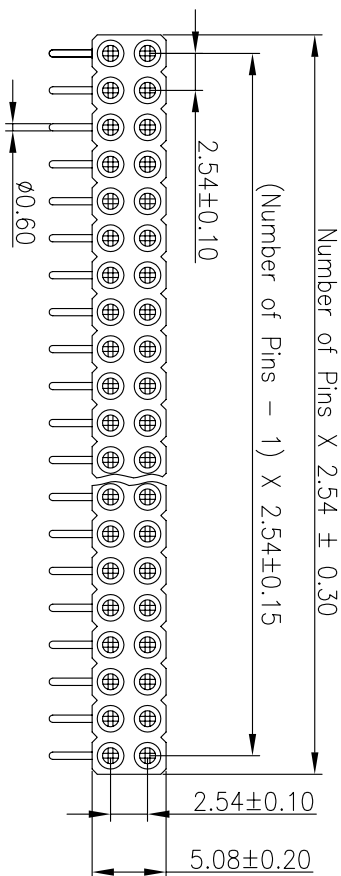 Number of Pins X 2.54 ± 0.30
(Number of Pins - 1) X 2.54±0.15
2.54±0.10
ø0.60
2.54±0.10
5.08±0.20